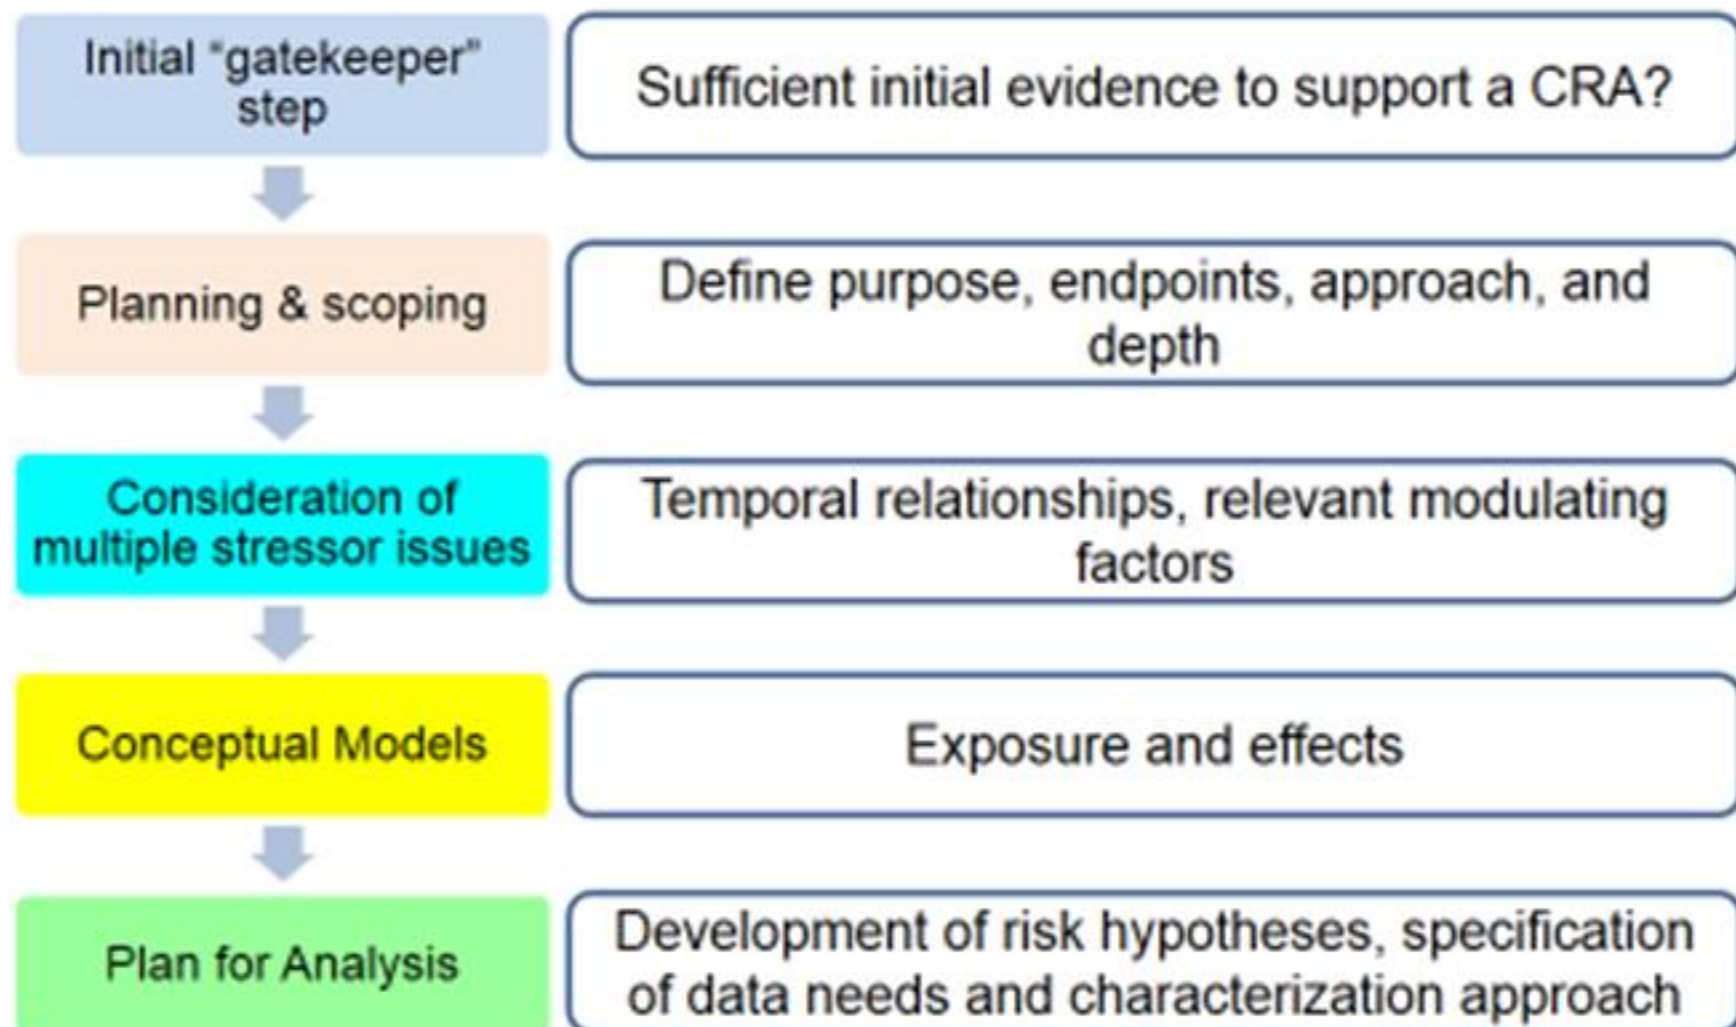 Initial “gatekeeper”
step
Sufficient initial evidence to support a CRA?
Planning & scoping
Define purpose, endpoints, approach, and
depth
Consideration of
multiple stressor issues
Temporal relationships, relevant modulating
factors
Conceptual Models
Exposure and effects
Plan for Analysis
Development of risk hypotheses, specification
of data needs and characterization approach